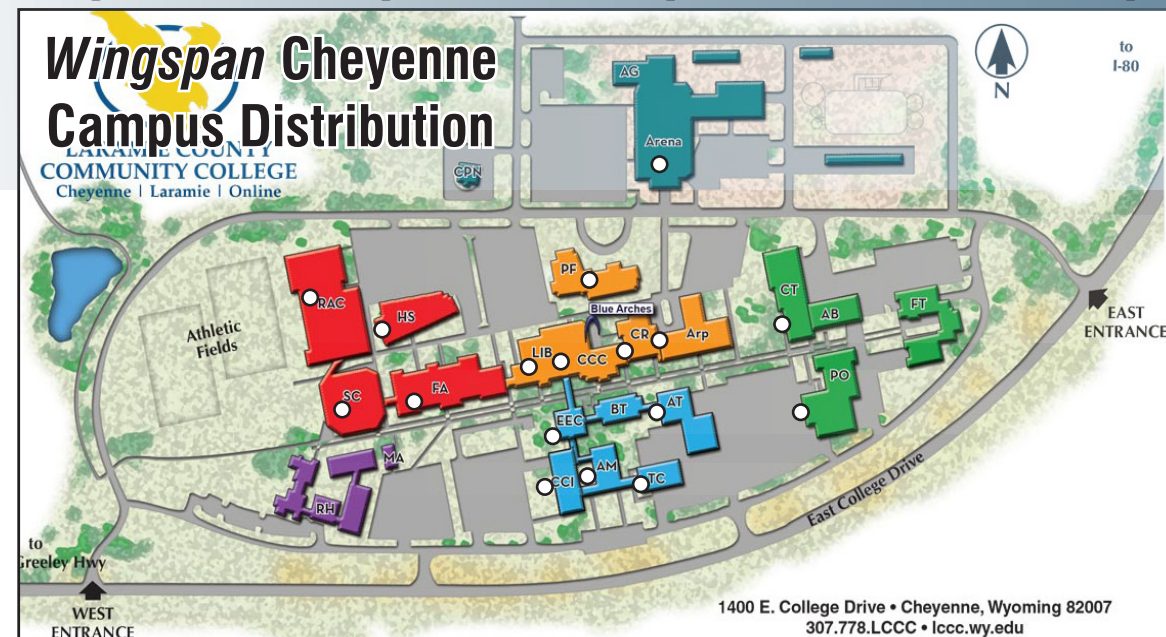 Wingspan Cheyenne
Campus Distribution
LARAMIE COUNTY
COMMUNITY COLLEGE
Cheyenne | Laramie | Online
N
to
I-80
AG
Arena
CPN
PF
Blue Arches
CT
AB
FT
RAC
HS
Athletic
Fields
LIB
CCC
CR
Arp
EAST
ENTRANCE
SC
FA
PO
EEC
BT
AT
MA
CCI
AM
TC
RH
East College Drive
to
Greeley Hwy
WEST
ENTRANCE
1400 E. College Drive • Cheyenne, Wyoming 82007
307.778.LCCC • lccc.wy.edu